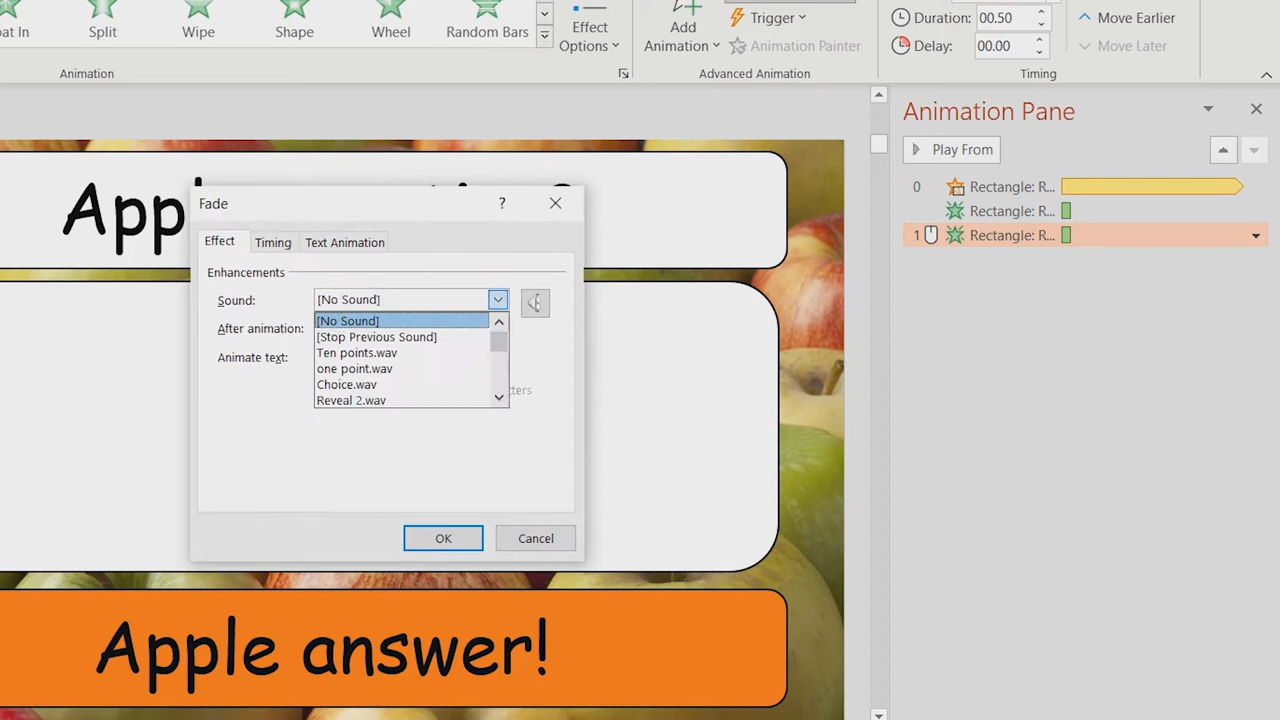 at In
Split
Wipe
Shape
Wheel
Random Bars
Effect
Options
Add
Animation
Trigger
Animation Painter
Duration: 00.50
Delay: 00.00
Move Earlier
Move Later
Animation
Advanced Animation
Timing
Animation Pane
Play From
0 Rectangle: R...
Rectangle: R...
1 Rectangle: R...
App
Fade ?
Effect Timing Text Animation
Enhancements
Sound: [No Sound]
[No Sound]
[Stop Previous Sound]
After animation:
Ten points.wav
Animate text:
one point.wav
Choice.wav
tters
Reveal 2.wav
OK Cancel
Apple answer!